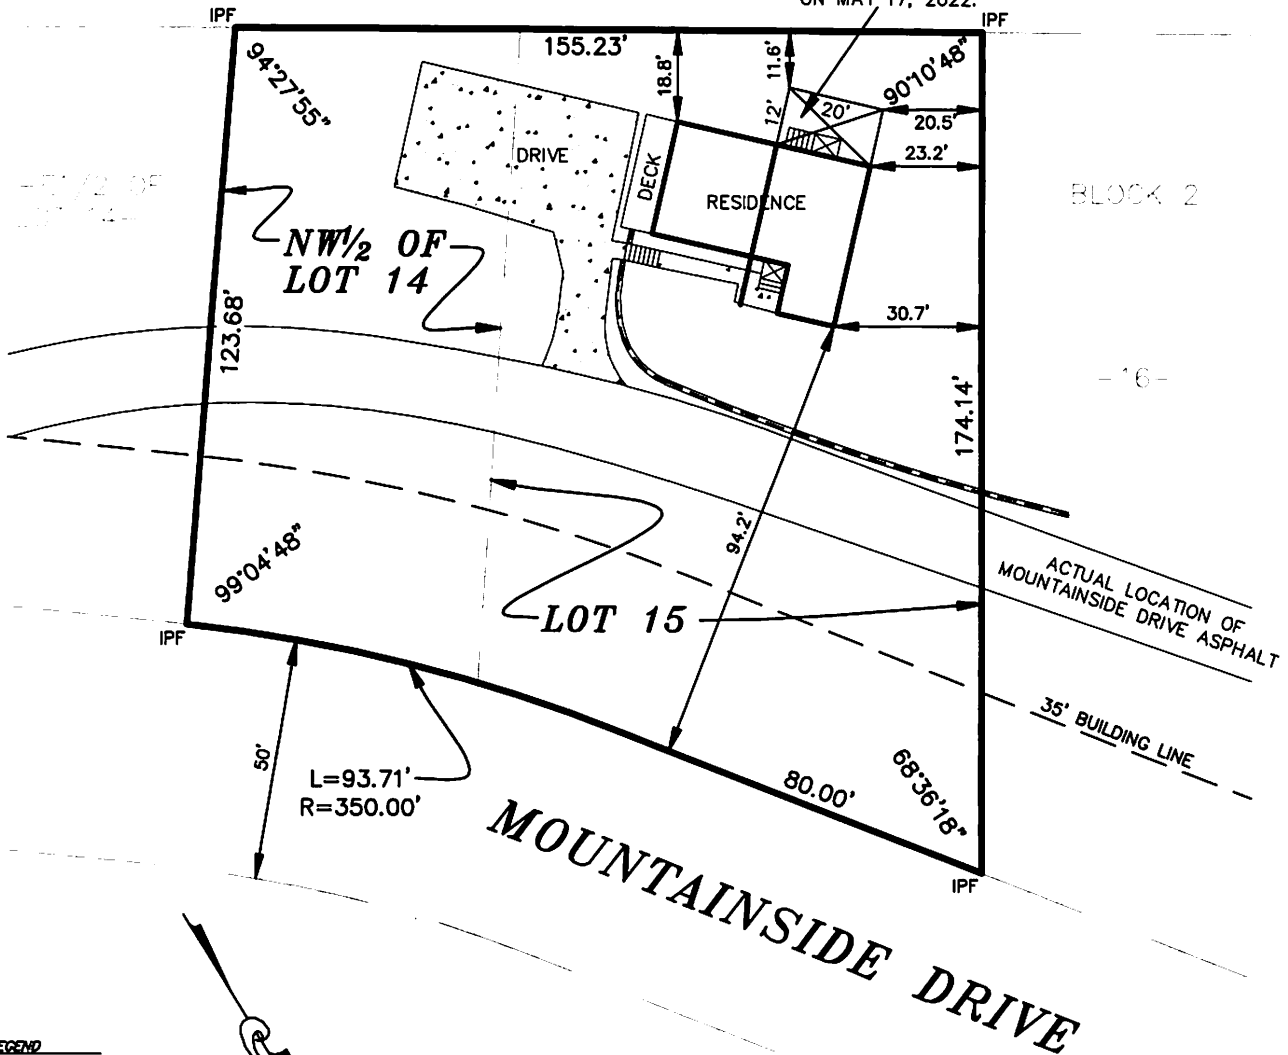 ON MAY 17, 2022.
IPF
IPF
155.23'
94°27'55"
18.8'
11.6'
90°10'48"
12'
20'
20.5'
23.2'
DRIVE
DECK
RESIDENCE
BLOCK 2
NW1/2 OF
LOT 14
123.68'
30.7'
-16-
174.14'
94.2'
99°04'48"
LOT 15
ACTUAL LOCATION OF
MOUNTAINSIDE DRIVE ASPHALT
IPF
35' BUILDING LINE
50'
L=93.71'
R=350.00'
80.00'
68°36'18"
IPF
MOUNTAINSIDE DRIVE